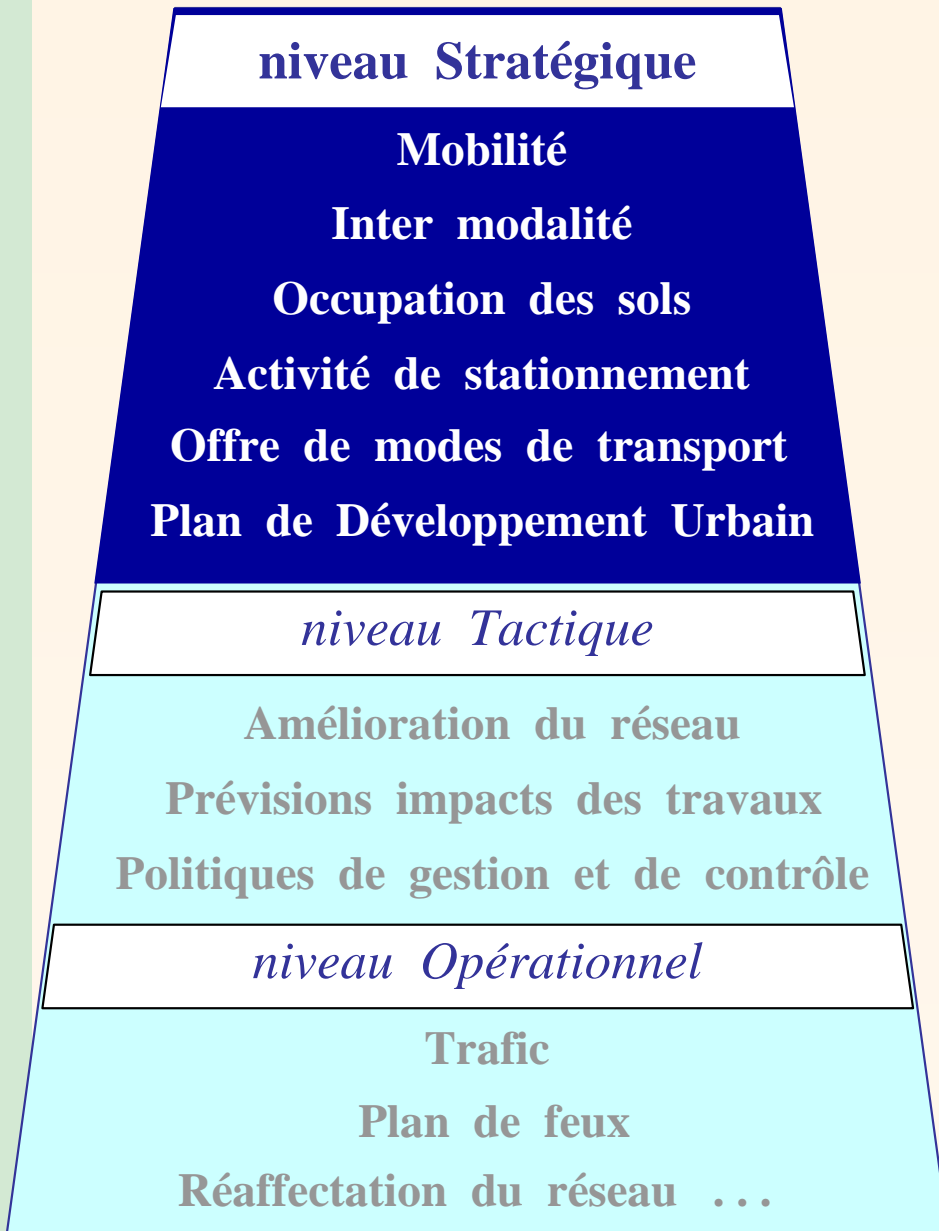 niveau Stratégique
Mobilité
Inter modalité
Occupation des sols
Activité de stationnement
Offre de modes de transport
Plan de Développement Urbain
niveau Tactique
Amélioration du réseau
Prévisions impacts des travaux
Politiques de gestion et de contrôle
niveau Opérationnel
Trafic
Plan de feux
Réaffectation du réseau . . .